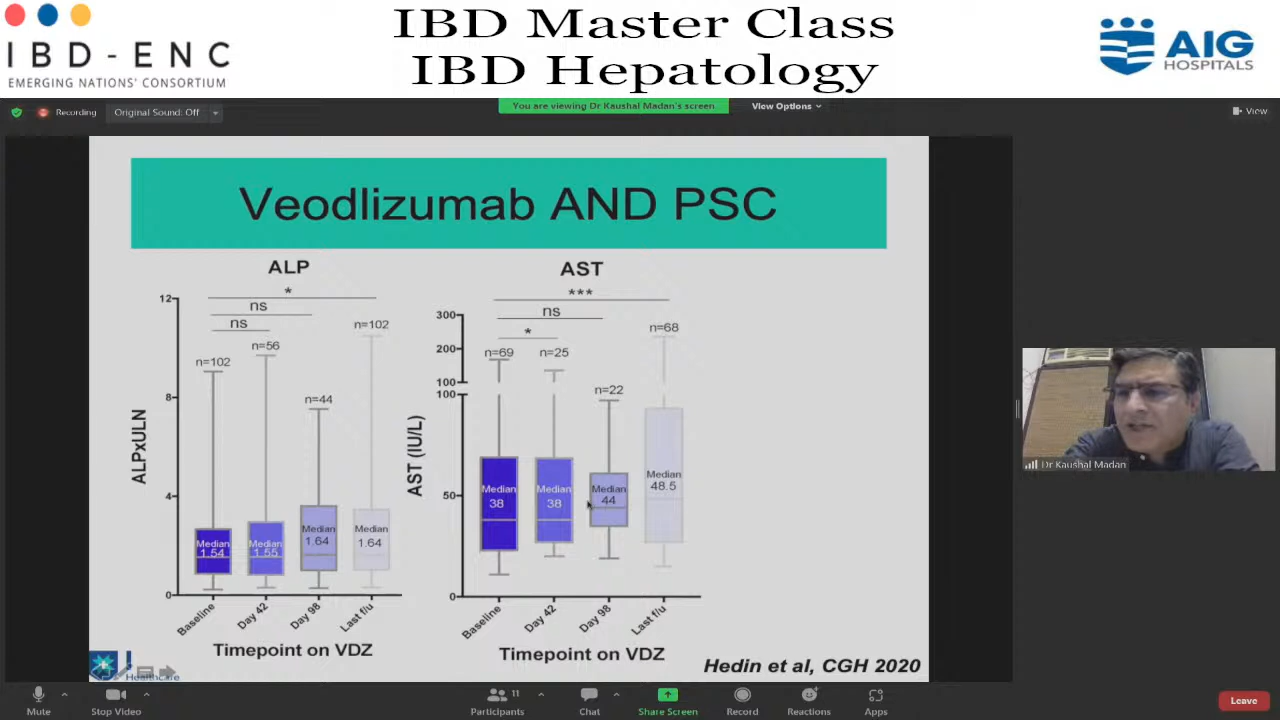 IBD-ENC
EMERGING NATIONS' CONSORTIUM
IBD Master Class
IBD Hepatology
AIG
HOSPITALS
Recording
Original Sound: Off
You are viewing Dr Kaushal Madan's screen
View Options
View
Veodlizumab AND PSC
ALP
*
ns
ns
12
8
4
0
ALPxULN
n=102
n=56
n=44
n=102
Median
1.54
Median
1.55
Median
1.64
Median
1.64
Baseline
Day 42
Day 98
Last f/u
Timepoint on VDZ
AST
***
ns
*
300
200
100
100
50
0
AST (IU/L)
n=69
n=25
n=22
n=68
Median
38
Median
38
Median
44
Median
48.5
Baseline
Day 42
Day 98
Last f/u
Timepoint on VDZ
Hedin et al, CGH 2020
Healthcare
Dr Kaushal Madan
Mute
Stop Video
Participants
11
Chat
Share Screen
Record
Reactions
Apps
Leave